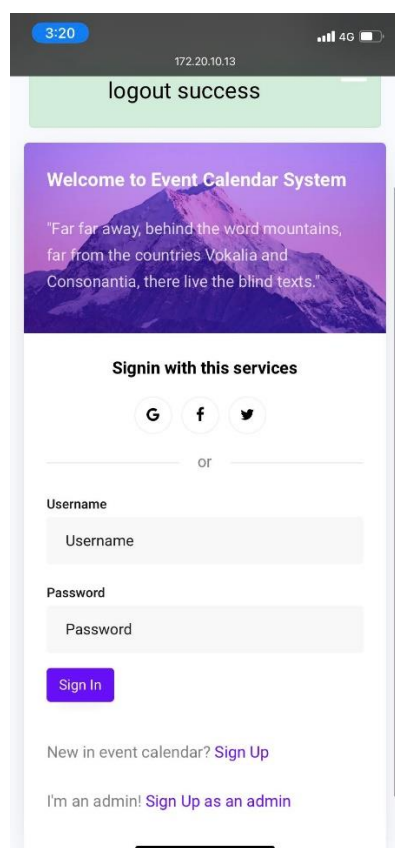 3:20
4G
172.20.10.13
logout success
Welcome to Event Calendar System
"Far far away, behind the word mountains,
far from the countries Vokalia and
Consonantia, there live the blind texts."
Signin with this services
G f
or
Username
Username
Password
Password
Sign In
New in event calendar? Sign Up
I'm an admin! Sign Up as an admin